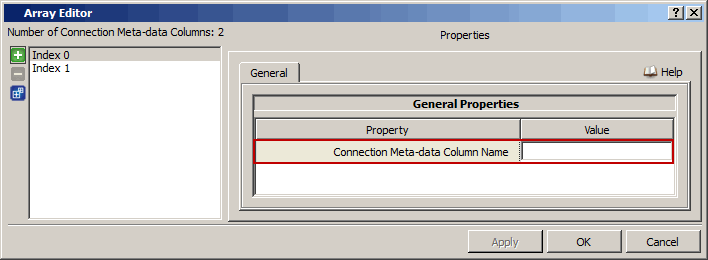 Array Editor
Number of Connection Meta-data Columns: 2
Properties
Index 0
Index 1
General
Help
General Properties
Property Value
Connection Meta-data Column Name
Apply OK Cancel